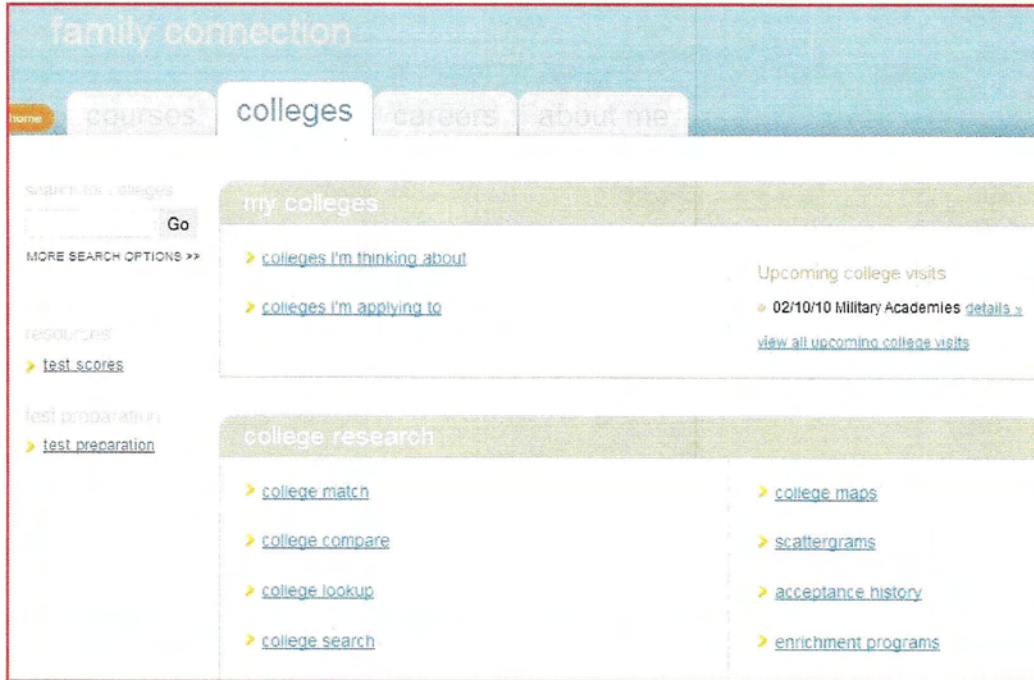 family connection
home
courses
colleges
careers
about me
search for colleges
Go
MORE SEARCH OPTIONS >>
resources
test scores
test preparation
test preparation
my colleges
colleges I'm thinking about
colleges I'm applying to
Upcoming college visits
02/10/10 Military Academies details »
view all upcoming college visits
college research
college match
college compare
college lookup
college search
college maps
scattergrams
acceptance history
enrichment programs